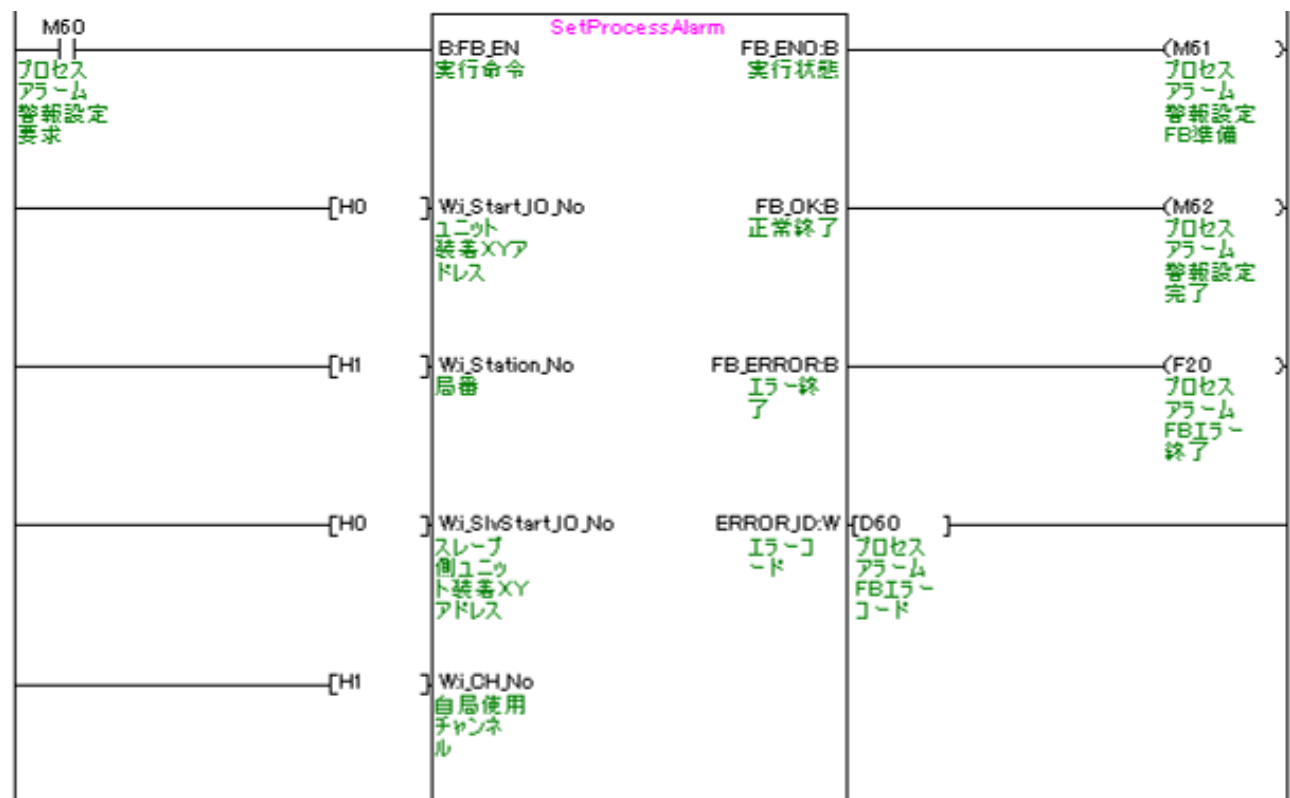 M60
SetProcessAlarm
B:FB_EN
FB_ENO:B
(M61 )
プロセス
アラーム
警報設定
要求
実行命令
実行状態
プロセス
アラーム
警報設定
FB準備
[H0 ]
W:i_Start_IO_No
FB_OK:B
(M62 )
ユニット
装着XYア
ドレス
正常終了
プロセス
アラーム
警報設定
完了
[H1 ]
W:i_Station_No
FB_ERROR:B
(F20 )
局番
エラー終
了
プロセス
アラーム
FBエラー
終了
[H0 ]
W:i_SlvStart_IO_No
ERROR_ID:W
[D60 ]
スレーブ
側ユニッ
ト装着XY
アドレス
エラーコ
ード
プロセス
アラーム
FBエラー
コード
[H1 ]
W:i_CH_No
自局使用
チャンネ
ル